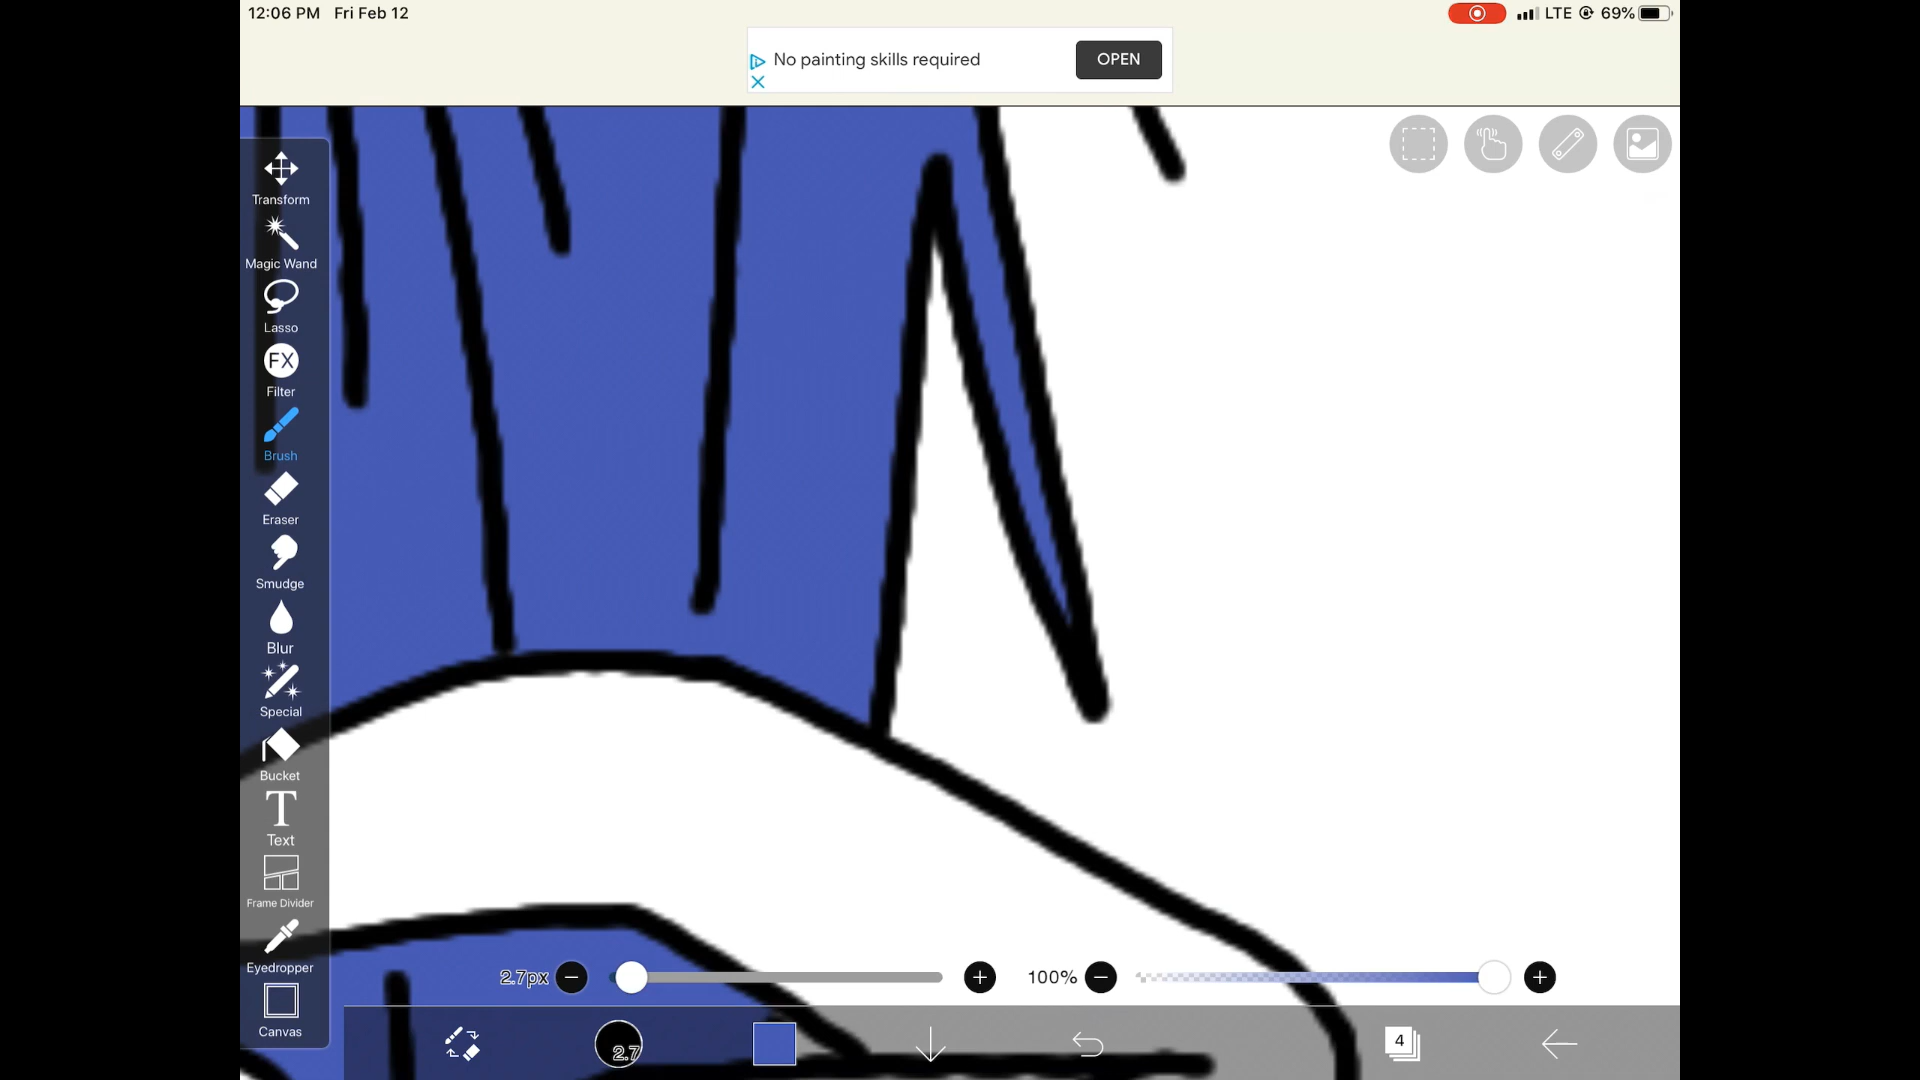 12:06 PM Fri Feb 12
LTE 69%
No painting skills required
OPEN
Transform
Magic Wand
Lasso
FX
Filter
Brush
Eraser
Smudge
Blur
Special
Bucket
T
Text
Frame Divider
Eyedropper
Canvas
2.7px
100%
2.7
4